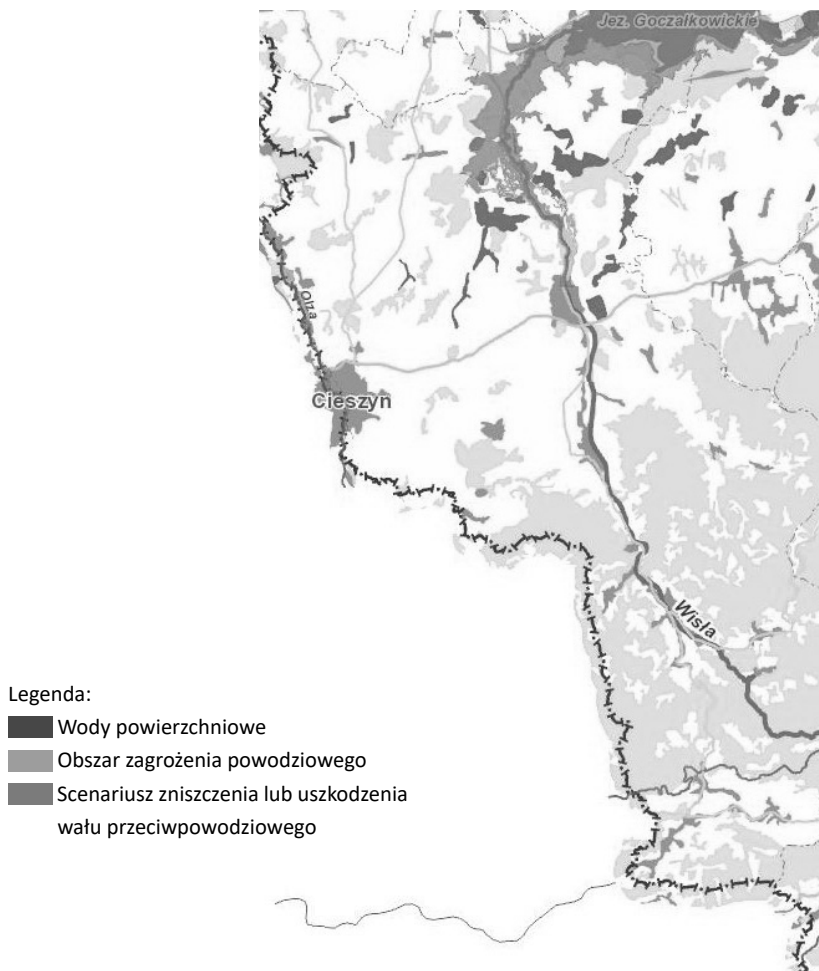 Jez. Goczałkowickie
Olza
Cieszyn
Wisła
Legenda:
Wody powierzchniowe
Obszar zagrożenia powodziowego
Scenariusz zniszczenia lub uszkodzenia
wału przeciwpowodziowego